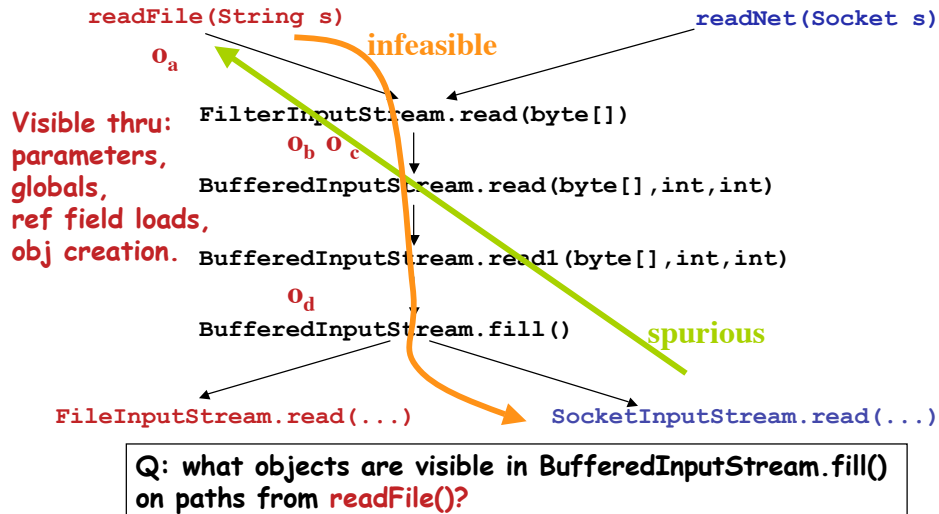 readFile(String s)
readNet(Socket s)
infeasible
oa
Visible thru:
parameters,
globals,
ref field loads,
obj creation.
FilterInputStream.read(byte[])
ob oc
BufferedInputStream.read(byte[],int,int)
BufferedInputStream.read1(byte[],int,int)
od
BufferedInputStream.fill()
spurious
FileInputStream.read(...)
SocketInputStream.read(...)
Q: what objects are visible in BufferedInputStream.fill()
on paths from readFile()?